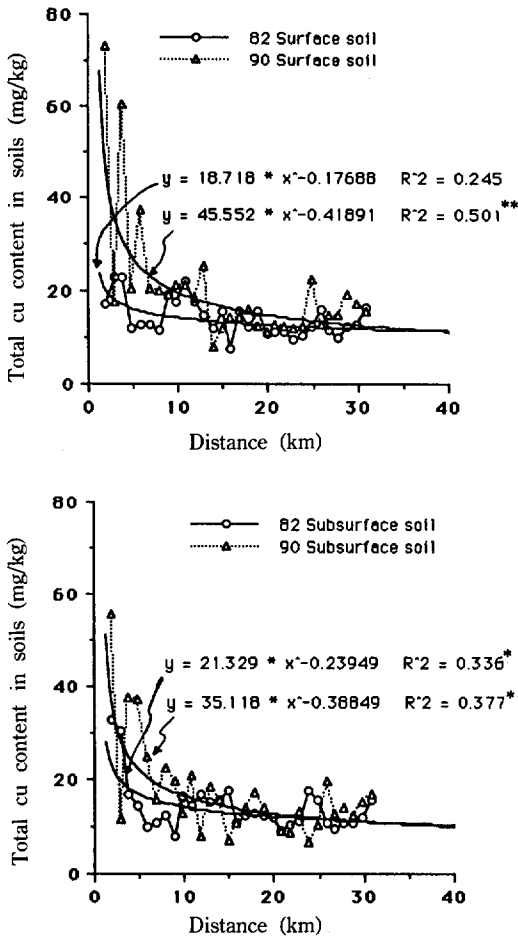 Total cu content in soils (mg/kg)
80
60
40
20
0
82 Surface soil
90 Surface soil
y = 18.718 * x^-0.17688 R^2 = 0.245
y = 45.552 * x^-0.41891 R^2 = 0.501**
0 10 20 30 40
Distance (km)
Total cu content in soils (mg/kg)
80
60
40
20
0
82 Subsurface soil
90 Subsurface soil
y = 21.329 * x^-0.23949 R^2 = 0.336*
y = 35.118 * x^-0.38849 R^2 = 0.377*
0 10 20 30 40
Distance (km)